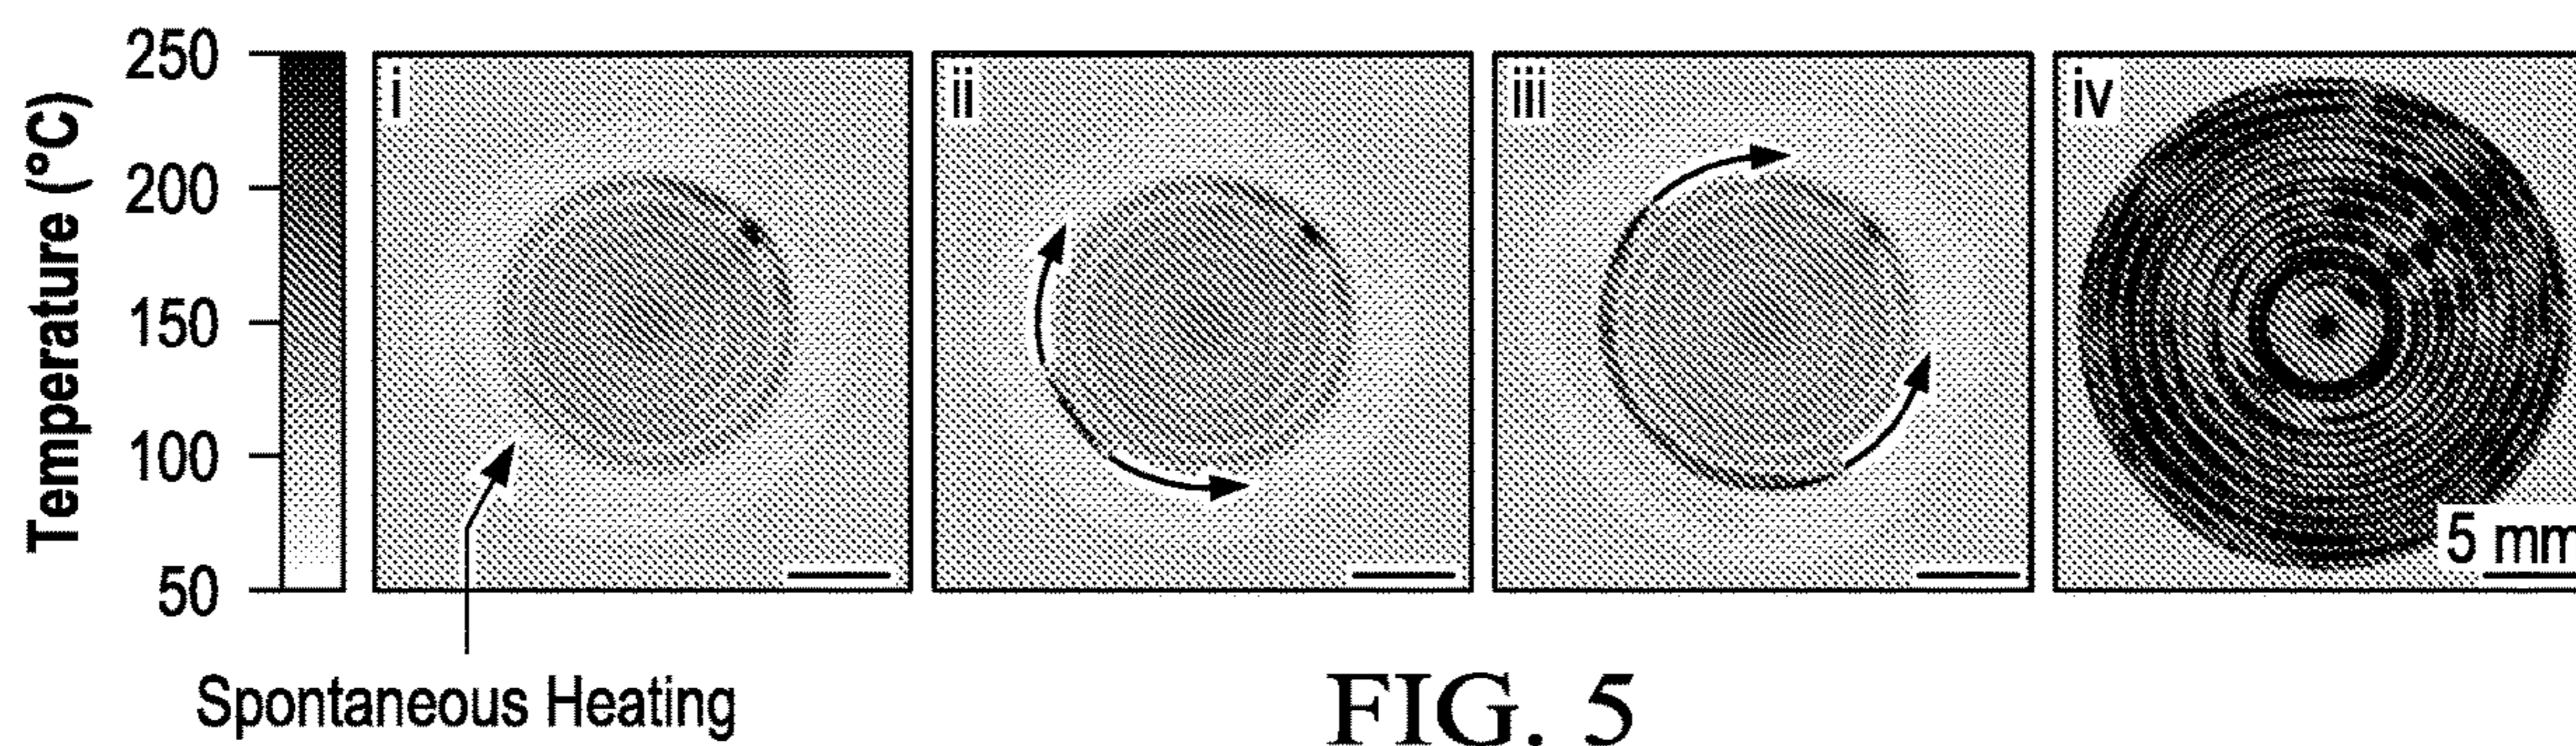 Temperature (°C)
250
200
150
100
50
i
ii
iii
iv
5 mm
Spontaneous Heating
FIG. 5